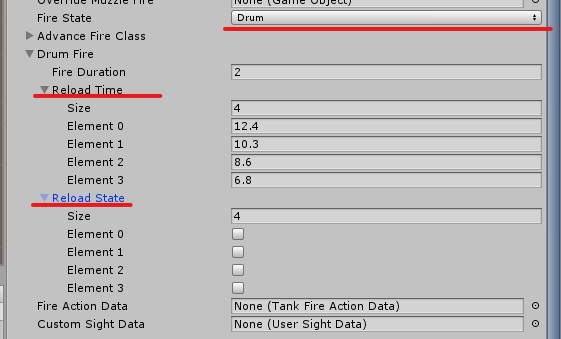 Override Muzzle Fire None (Game Object)
Fire State Drum
Advance Fire Class
Drum Fire
Fire Duration 2
Reload Time
Size 4
Element 0 12.4
Element 1 10.3
Element 2 8.6
Element 3 6.8
Reload State
Size 4
Element 0
Element 1
Element 2
Element 3
Fire Action Data None (Tank Fire Action Data)
Custom Sight Data None (User Sight Data)